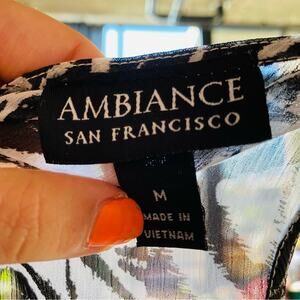 AMBIANCE
SAN FRANCISCO
M
MADE IN
VIETNAM